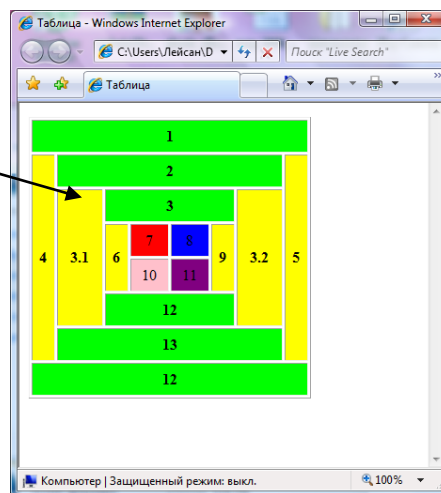 Таблица - Windows Internet Explorer
C:\Users\Лейсан\D
Поиск "Live Search"
Таблица
1
2
3
4 3.1 6 7 8 9 3.2 5
10 11
12
13
12
Компьютер | Защищенный режим: выкл. 100%